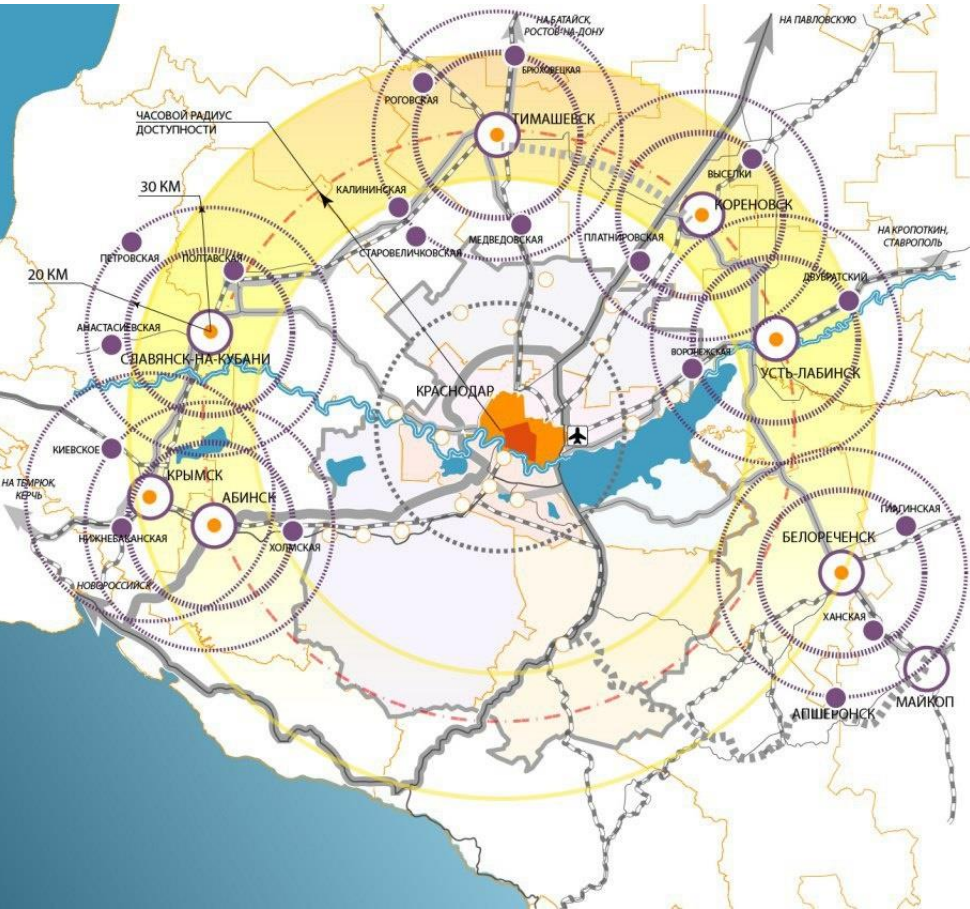 НА БАТАЙСК,
РОСТОВ-НА-ДОНУ
НА ПАВЛОВСКУЮ
БРЮХОВЕЦКАЯ
РОГОВСКАЯ
ЧАСОВОЙ РАДИУС
ДОСТУПНОСТИ
ТИМАШЕВСК
ВЫСЕЛКИ
30 КМ
КАЛИНИНСКАЯ
КОРЕНОВСК
НА КРОПОТКИН,
СТАВРОПОЛЬ
ПЕТРОВСКАЯ
ПОЛТАВСКАЯ
СТАРОВЕЛИЧКОВСКАЯ
МЕДВЕДОВСКАЯ
ПЛАТНИРОВСКАЯ
20 КМ
ДВУБРАТСКИЙ
АНАСТАСИЕВСКАЯ
СЛАВЯНСК-НА-КУБАНИ
ВОРОНЕЖСКАЯ
УСТЬ-ЛАБИНСК
КРАСНОДАР
КИЕВСКОЕ
КРЫМСК
НА ТЕМРЮК,
КЕРЧЬ
АБИНСК
ГИАГИНСКАЯ
НИЖНЕБАКАНСКАЯ
ХОЛМСКАЯ
БЕЛОРЕЧЕНСК
НОВОРОССИЙСК
ХАНСКАЯ
МАЙКОП
АПШЕРОНСК